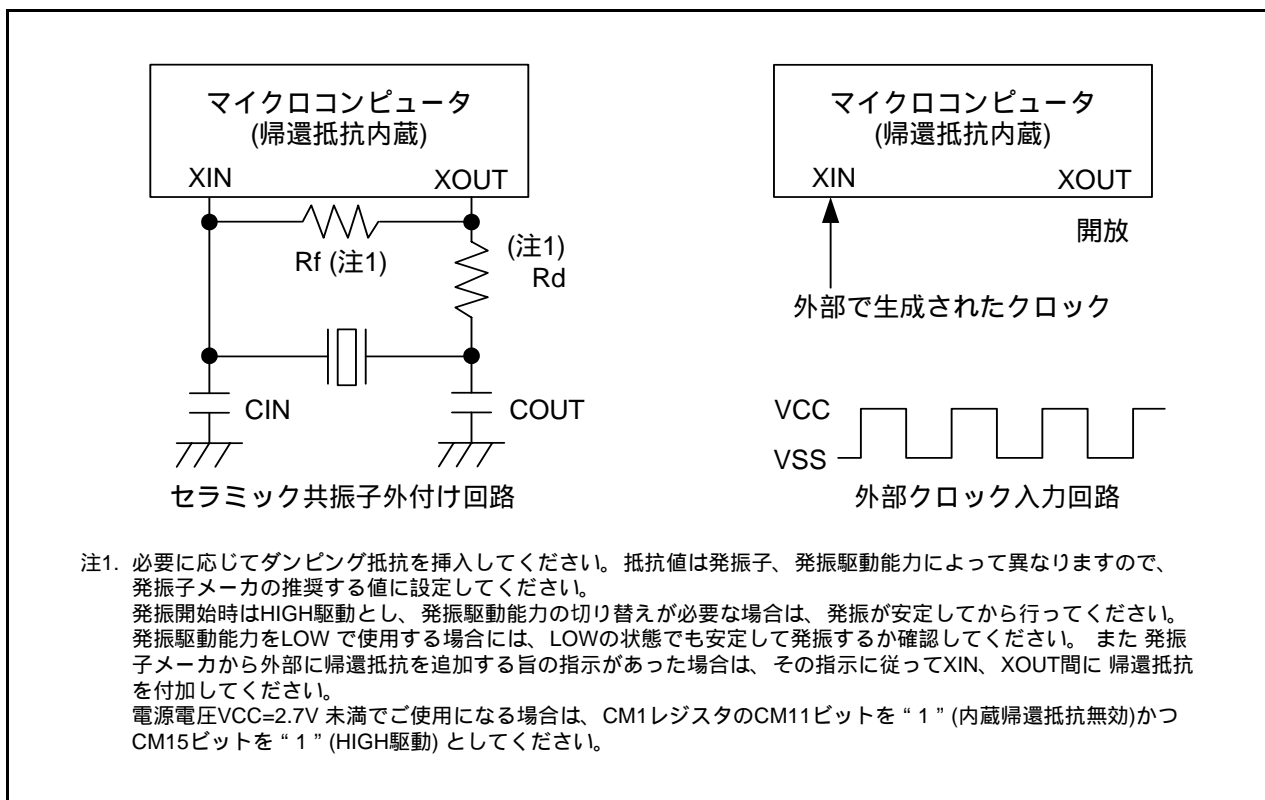 マイクロコンピュータ
(帰還抵抗内蔵)
XIN XOUT
Rf (注1)
(注1)
Rd
CIN
COUT
セラミック共振子外付け回路
マイクロコンピュータ
(帰還抵抗内蔵)
XIN XOUT
開放
外部で生成されたクロック
VCC
VSS
外部クロック入力回路
注1. 必要に応じてダンピング抵抗を挿入してください。抵抗値は発振子、発振駆動能力によって異なりますので、
発振子メーカの推奨する値に設定してください。
発振開始時はHIGH駆動とし、発振駆動能力の切り替えが必要な場合は、発振が安定してから行ってください。
発振駆動能力をLOW で使用する場合には、LOWの状態でも安定して発振するか確認してください。 また 発振
子メーカから外部に帰還抵抗を追加する旨の指示があった場合は、その指示に従ってXIN、XOUT間に 帰還抵抗
を付加してください。
電源電圧VCC=2.7V 未満でご使用になる場合は、CM1レジスタのCM11ビットを “ 1 ” (内蔵帰還抵抗無効)かつ
CM15ビットを “ 1 ” (HIGH駆動) としてください。